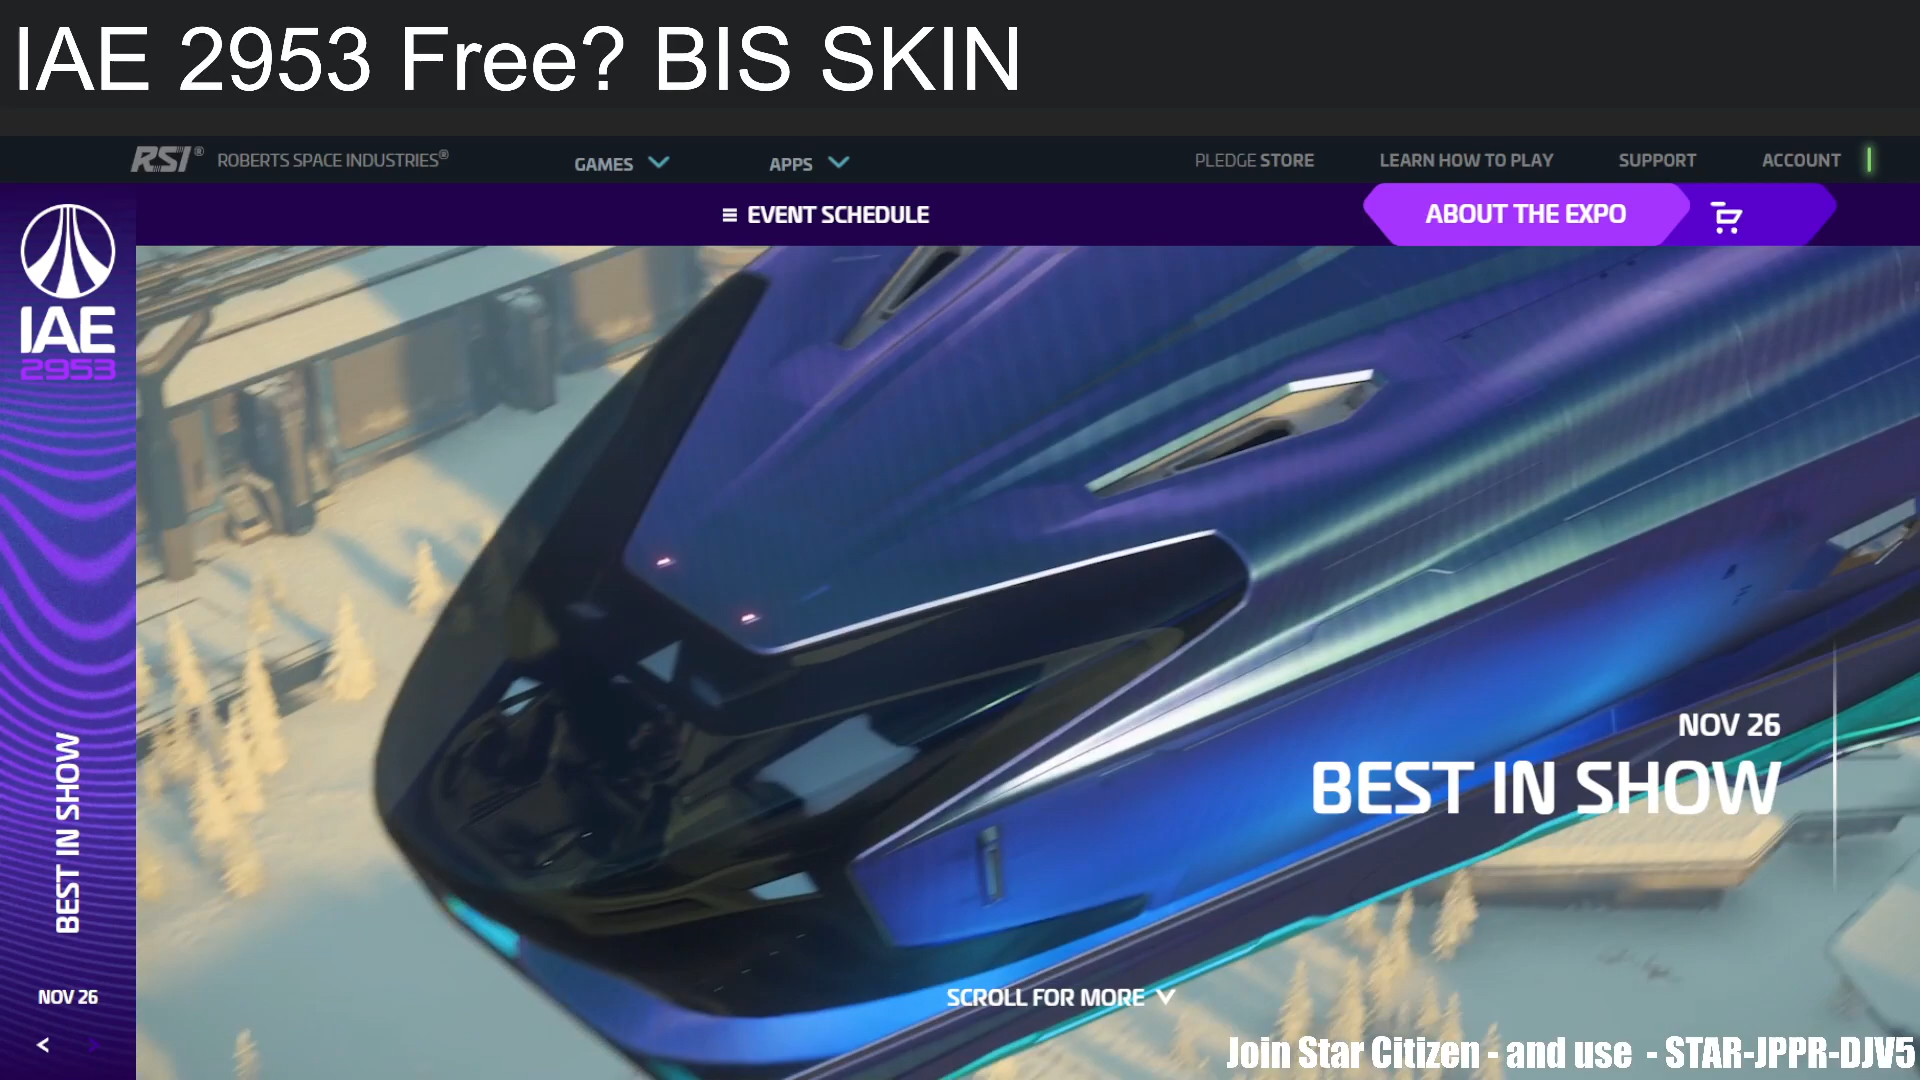 IAE 2953 Free? BIS SKIN
RSI® ROBERTS SPACE INDUSTRIES®
GAMES
APPS
PLEDGE STORE
LEARN HOW TO PLAY
SUPPORT
ACCOUNT
EVENT SCHEDULE
ABOUT THE EXPO
IAE
2953
BEST IN SHOW
NOV 26
NOV 26
BEST IN SHOW
SCROLL FOR MORE
Join Star Citizen - and use - STAR-JPPR-DJV5